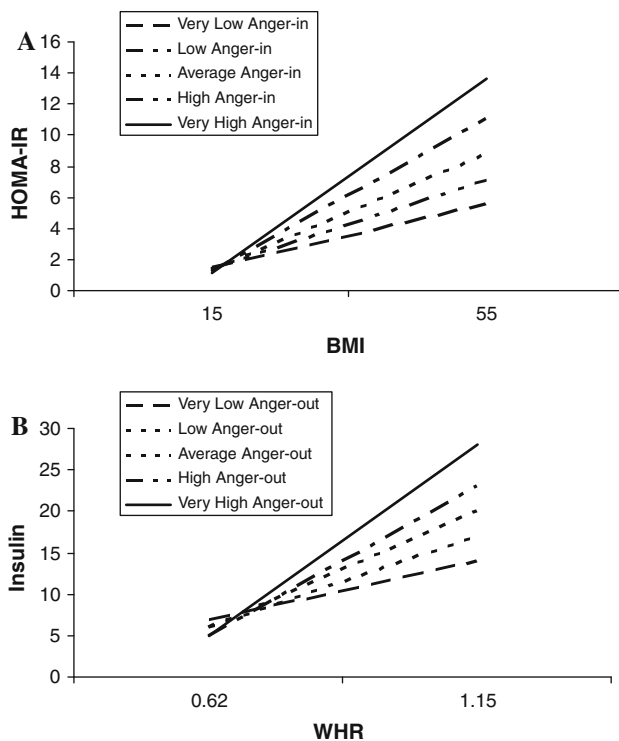 A
Very Low Anger-in
Low Anger-in
Average Anger-in
High Anger-in
Very High Anger-in
16
14
12
10
8
6
4
2
0
HOMA-IR
15 55
BMI
B
Very Low Anger-out
Low Anger-out
Average Anger-out
High Anger-out
Very High Anger-out
30
25
20
15
10
5
0
Insulin
0.62 1.15
WHR